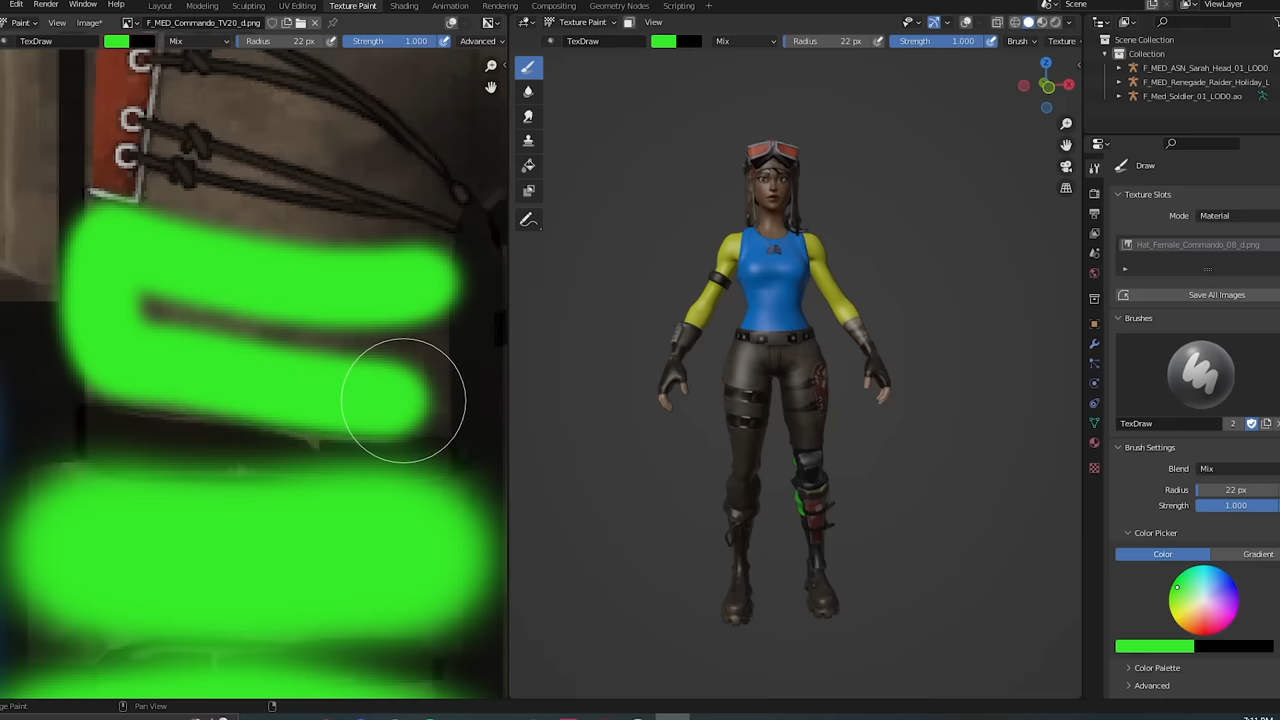 Edit Render Window Help Layout Modeling Sculpting UV Editing Texture Paint Shading Animation Rendering Compositing Geometry Nodes Scripting + Scene ViewLayer
Paint View Image* F_MED_Commando_TV20_d.png Texture Paint View
TexDraw Mix Radius 22 px Strength 1.000 Advanced TexDraw Mix Radius 22 px Strength 1.000 Brush Texture
Scene Collection
Collection
F_MED_ASN_Sarah_Head_01_LOD0
F_MED_Renegade_Raider_Holiday_L
F_Med_Soldier_01_LOD0.ao
Z
X
Draw
Texture Slots
Mode Material
Hat_Female_Commando_08_d.png
Save All Images
Brushes
TexDraw 2
Brush Settings
Blend Mix
Radius 22 px
Strength 1.000
Color Picker
Color Gradient
Color Palette
Advanced
ge Paint Pan View